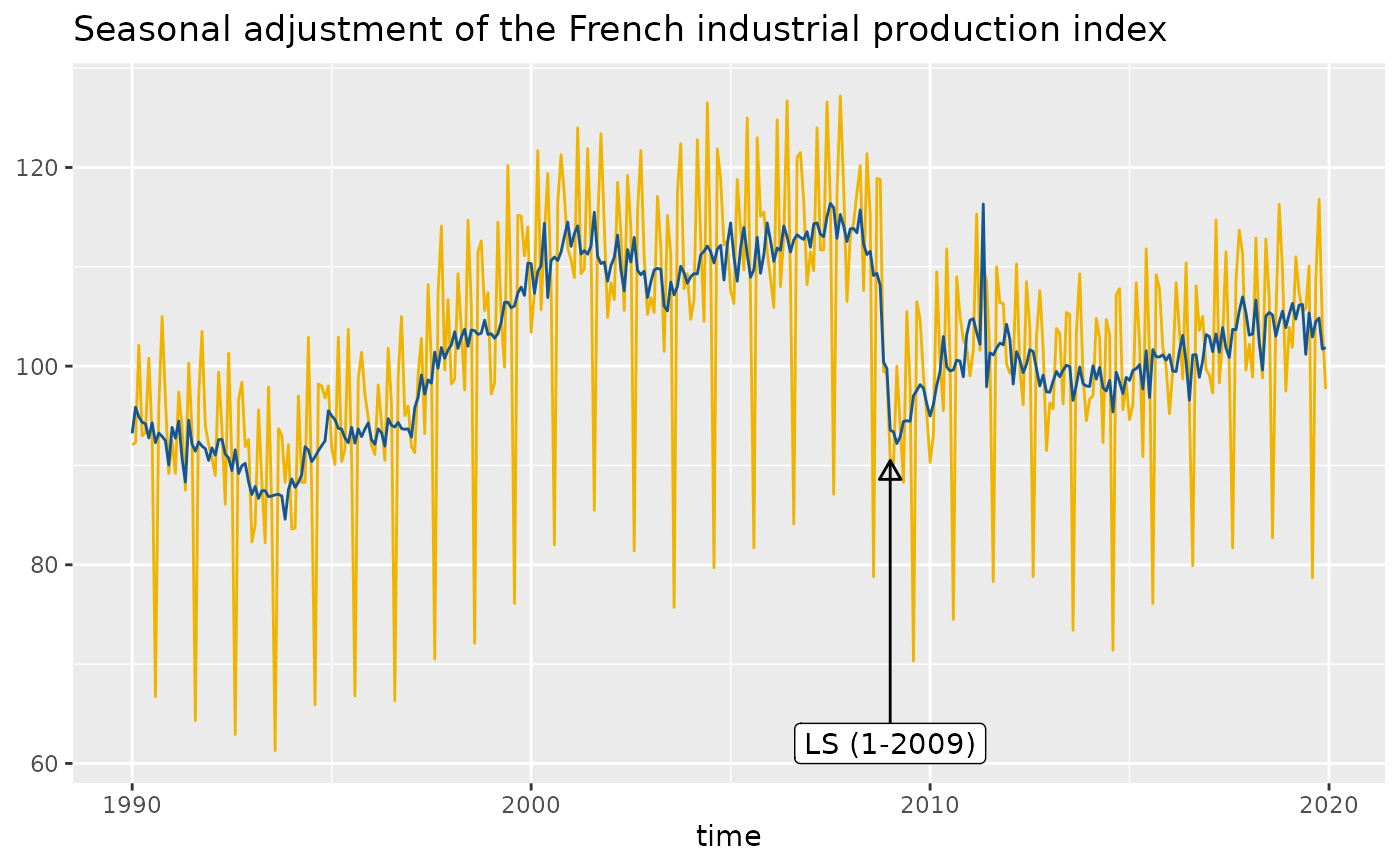 Seasonal adjustment of the French industrial production index
120
100
80
60
LS (1-2009)
1990 2000 2010 2020
time